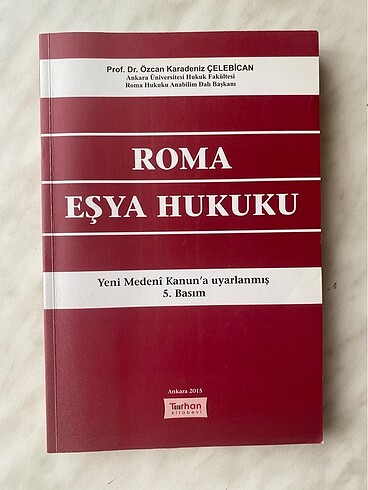 Prof. Dr. Özcan Karadeniz ÇELEBİCAN
Ankara Üniversitesi Hukuk Fakültesi
Roma Hukuku Anabilim Dalı Başkanı
ROMA
EŞYA HUKUKU
Yeni Medenî Kanun'a uyarlanmış
5. Basım
Ankara 2015
Turhan
kitabevi